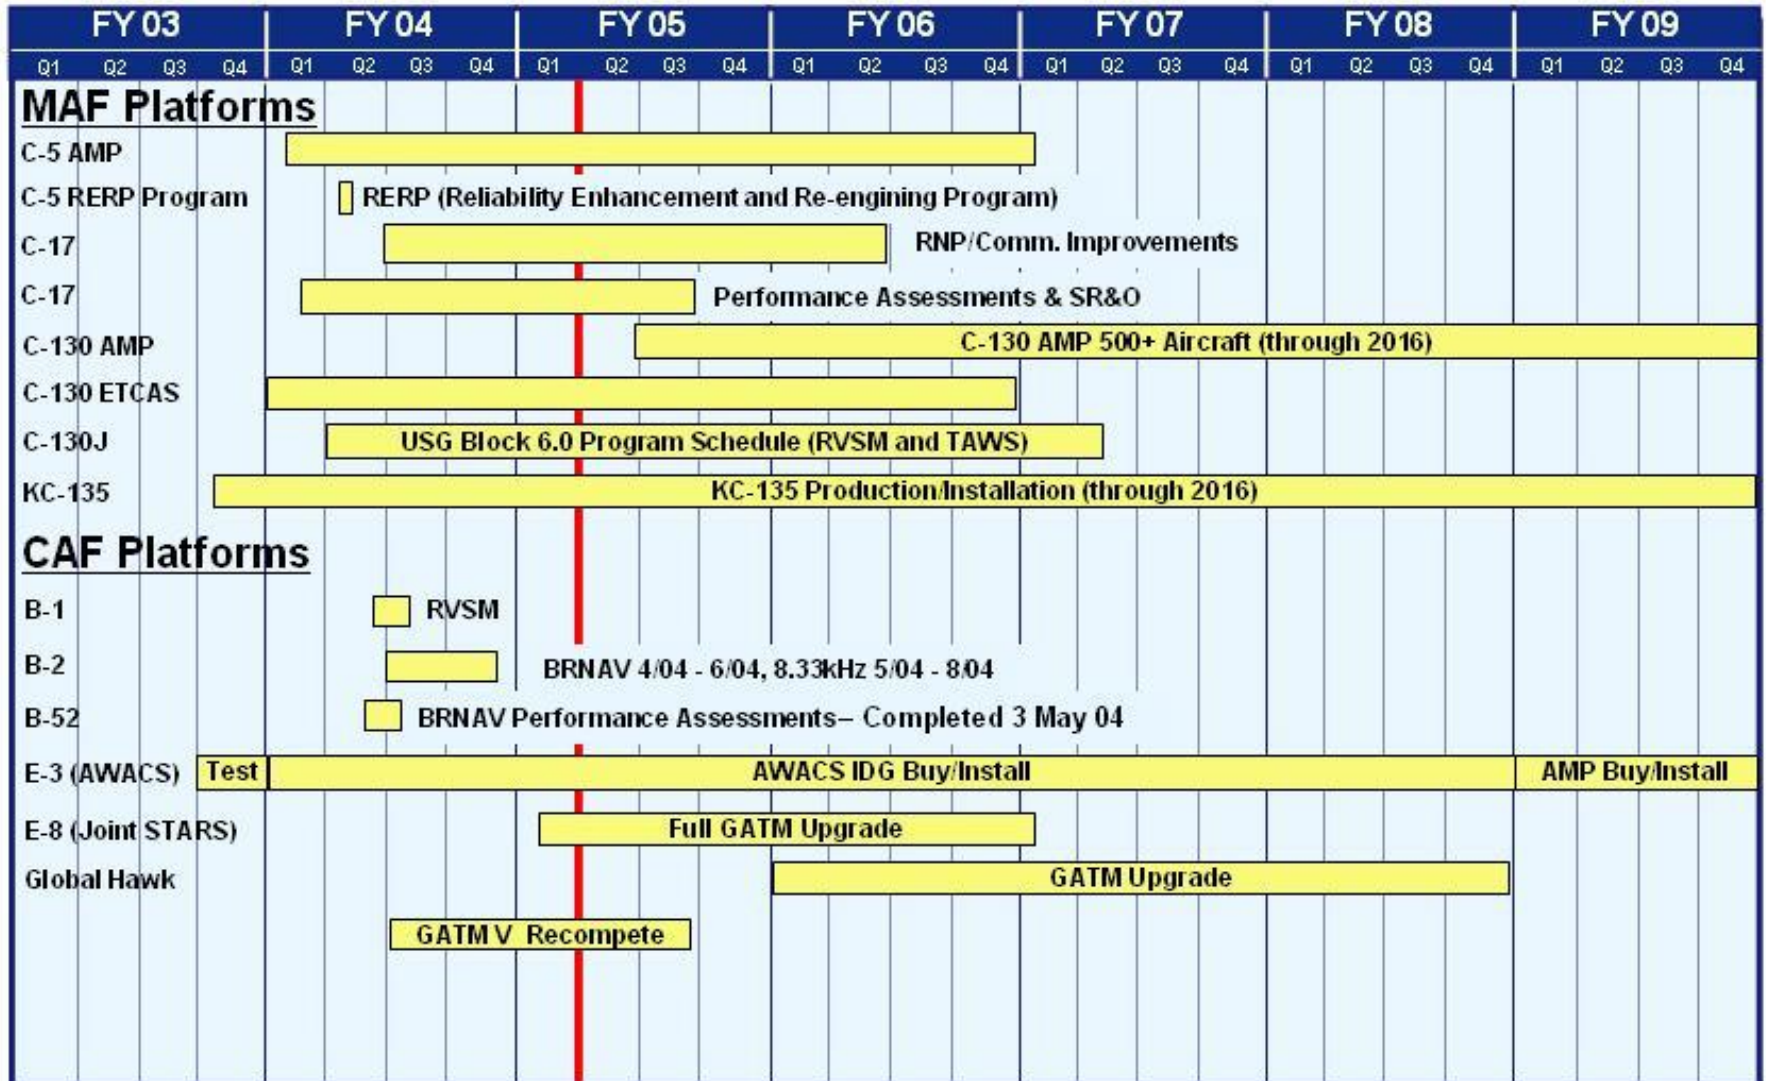 FY 03 FY 04 FY 05 FY 06 FY 07 FY 08 FY 09
Q1 Q2 Q3 Q4 Q1 Q2 Q3 Q4 Q1 Q2 Q3 Q4 Q1 Q2 Q3 Q4 Q1 Q2 Q3 Q4 Q1 Q2 Q3 Q4 Q1 Q2 Q3 Q4
MAF Platforms
C-5 AMP
C-5 RERP Program RERP (Reliability Enhancement and Re-engining Program)
C-17 RNP/Comm. Improvements
C-17 Performance Assessments & SR&O
C-130 AMP C-130 AMP 500+ Aircraft (through 2016)
C-130 ETCAS
C-130J USG Block 6.0 Program Schedule (RVSM and TAWS)
KC-135 KC-135 Production/Installation (through 2016)
CAF Platforms
B-1 RVSM
B-2 BRNAV 4/04 - 6/04, 8.33kHz 5/04 - 8/04
B-52 BRNAV Performance Assessments– Completed 3 May 04
E-3 (AWACS) Test AWACS IDG Buy/Install AMP Buy/Install
E-8 (Joint STARS) Full GATM Upgrade
Global Hawk GATM Upgrade
GATM V Recompete